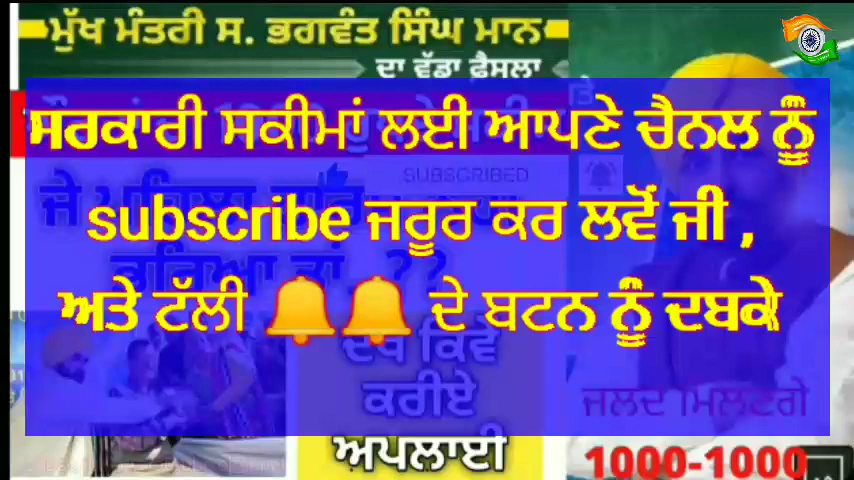 ਮੁੱਖ ਮੰਤਰੀ ਸ. ਭਗਵੰਤ ਸਿੰਘ ਮਾਨ
ਦਾ ਵੱਡਾ ਫ਼ੈਸਲਾ
ਸਰਕਾਰੀ ਸਕੀਮਾਂ ਲਈ ਆਪਣੇ ਚੈਨਲ ਨੂੰ
SUBSCRIBED
subscribe ਜਰੂਰ ਕਰ ਲਵੋਂ ਜੀ ,
ਅਤੇ ਟੱਲੀ 🔔🔔 ਦੇ ਬਟਨ ਨੂੰ ਦਬਕੇ
ਦੇਖੋ ਕਿਵੇਂ
ਕਰੀਏ
ਅਪਲਾਈ
ਜਲਦ ਮਿਲਣਗੇ
1000-1000